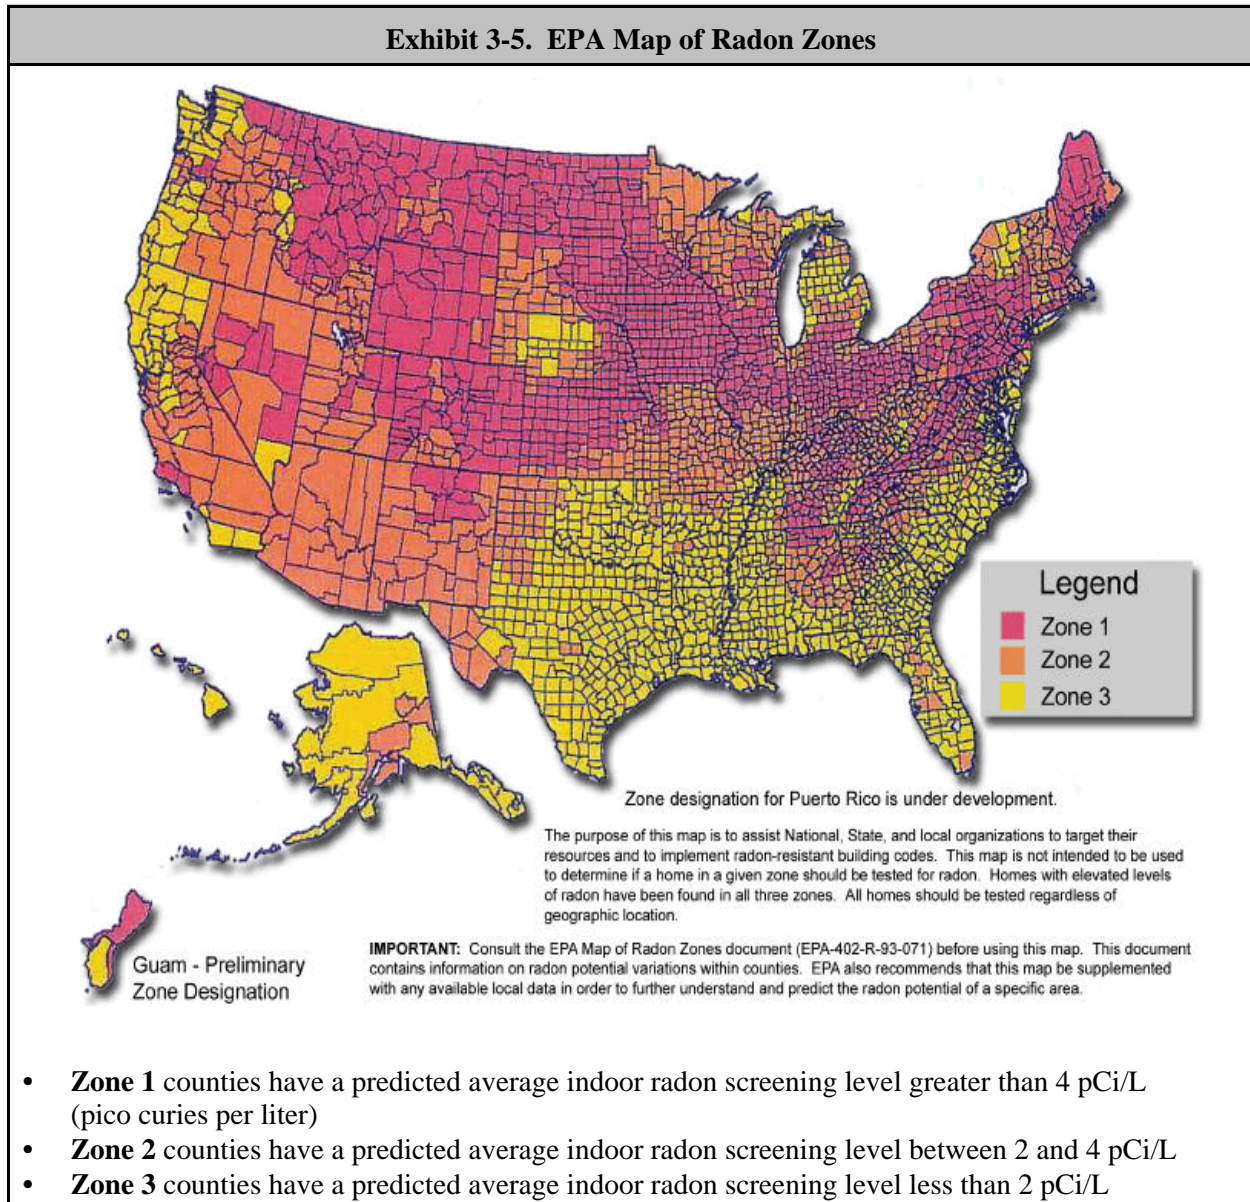 Exhibit 3-5. EPA Map of Radon Zones
Legend
Zone 1
Zone 2
Zone 3
Zone designation for Puerto Rico is under development.
The purpose of this map is to assist National, State, and local organizations to target their
resources and to implement radon-resistant building codes. This map is not intended to be used
to determine if a home in a given zone should be tested for radon. Homes with elevated levels
of radon have been found in all three zones. All homes should be tested regardless of
geographic location.
Guam - Preliminary
Zone Designation
IMPORTANT: Consult the EPA Map of Radon Zones document (EPA-402-R-93-071) before using this map. This document
contains information on radon potential variations within counties. EPA also recommends that this map be supplemented
with any available local data in order to further understand and predict the radon potential of a specific area.
• Zone 1 counties have a predicted average indoor radon screening level greater than 4 pCi/L
(pico curies per liter)
• Zone 2 counties have a predicted average indoor radon screening level between 2 and 4 pCi/L
• Zone 3 counties have a predicted average indoor radon screening level less than 2 pCi/L